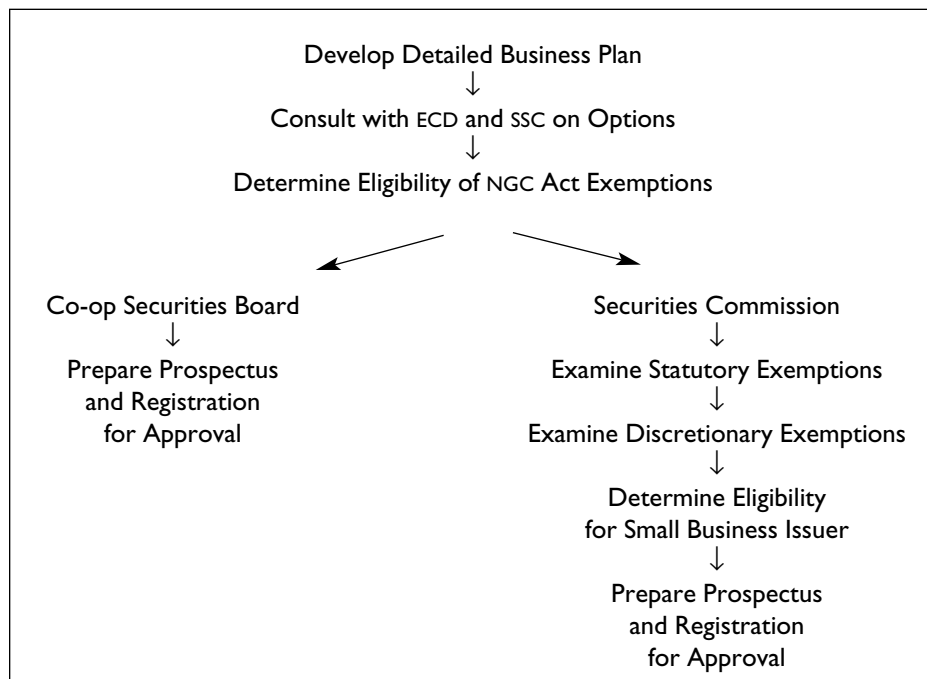 Develop Detailed Business Plan
Consult with ECD and SSC on Options
Determine Eligibility of NGC Act Exemptions
Co-op Securities Board
Prepare Prospectus
and Registration
for Approval
Securities Commission
Examine Statutory Exemptions
Examine Discretionary Exemptions
Determine Eligibility
for Small Business Issuer
Prepare Prospectus
and Registration
for Approval